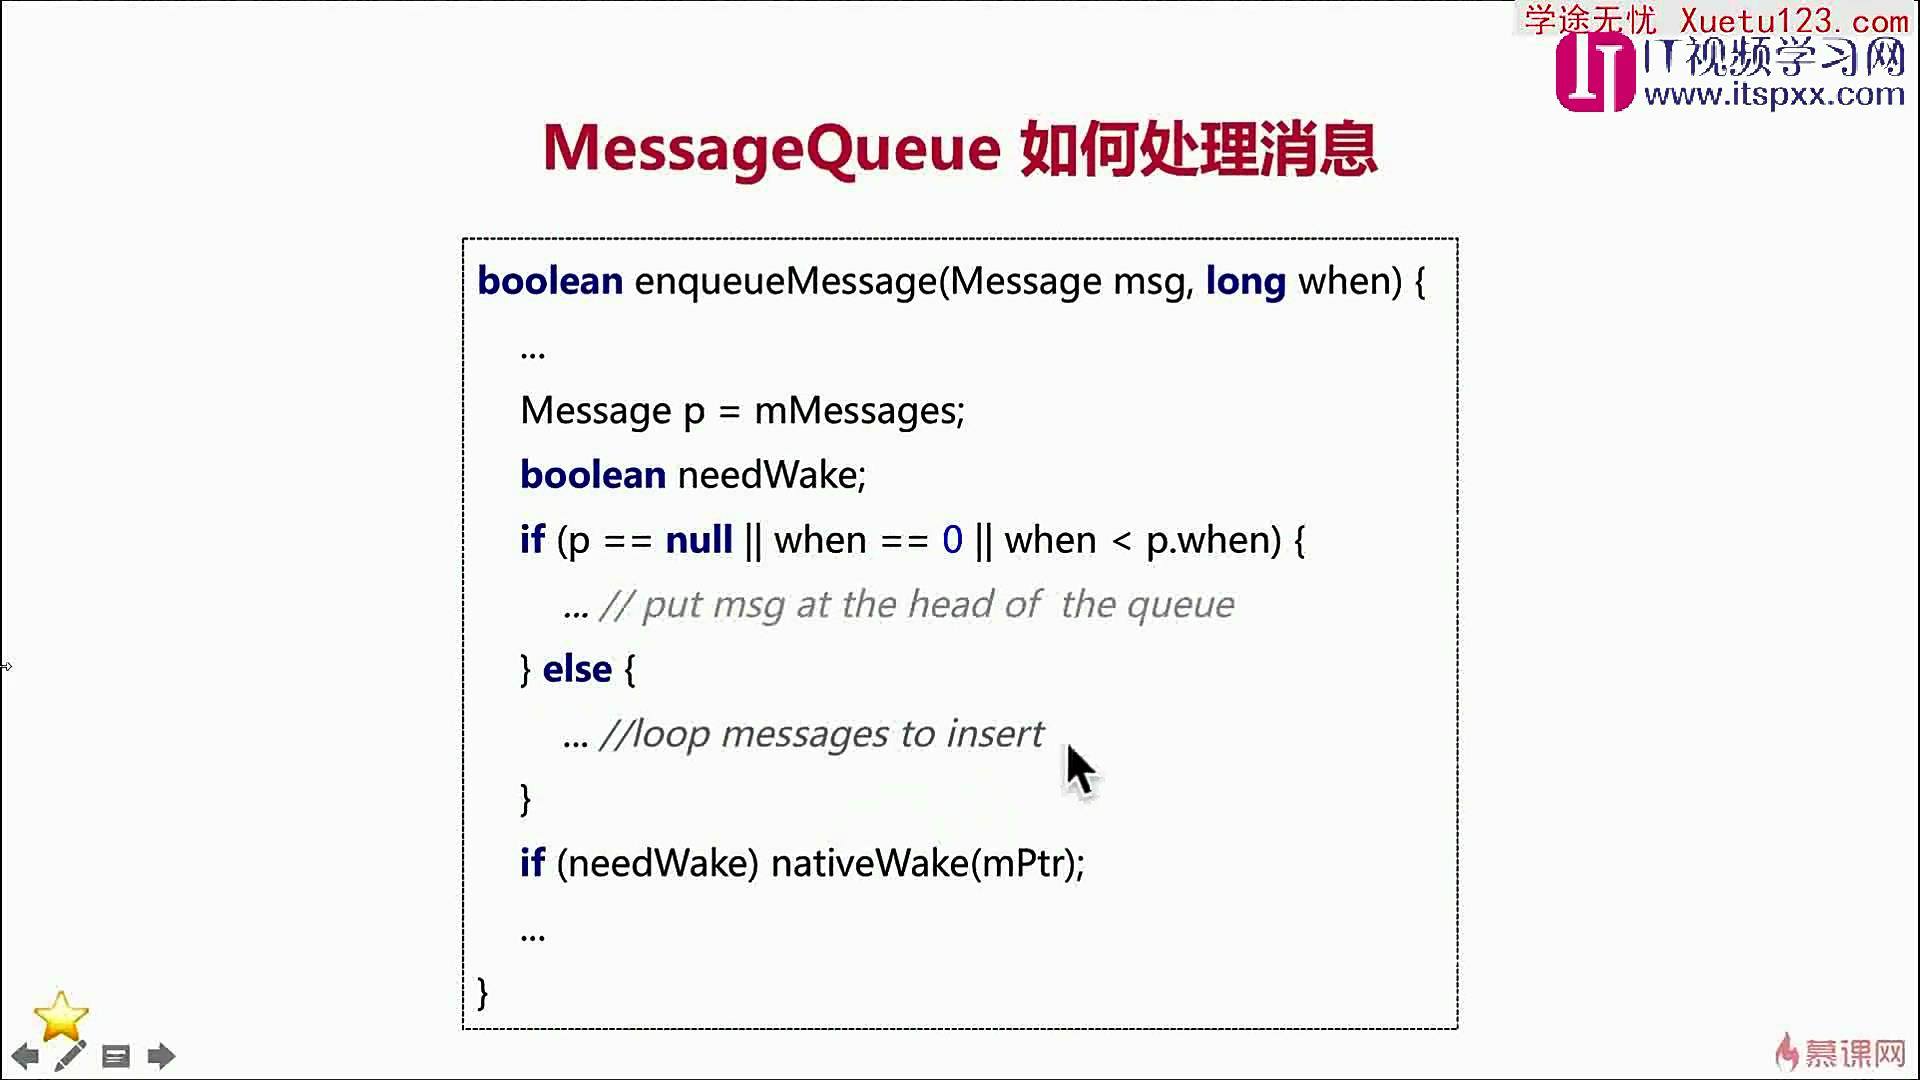 学途无忧 Xuetu123.com
IT视频学习网
www.itspxx.com
MessageQueue 如何处理消息
boolean enqueueMessage(Message msg, long when) {
...
Message p = mMessages;
boolean needWake;
if (p == null || when == 0 || when < p.when) {
... // put msg at the head of the queue
} else {
... //loop messages to insert
}
if (needWake) nativeWake(mPtr);
...
}
慕课网